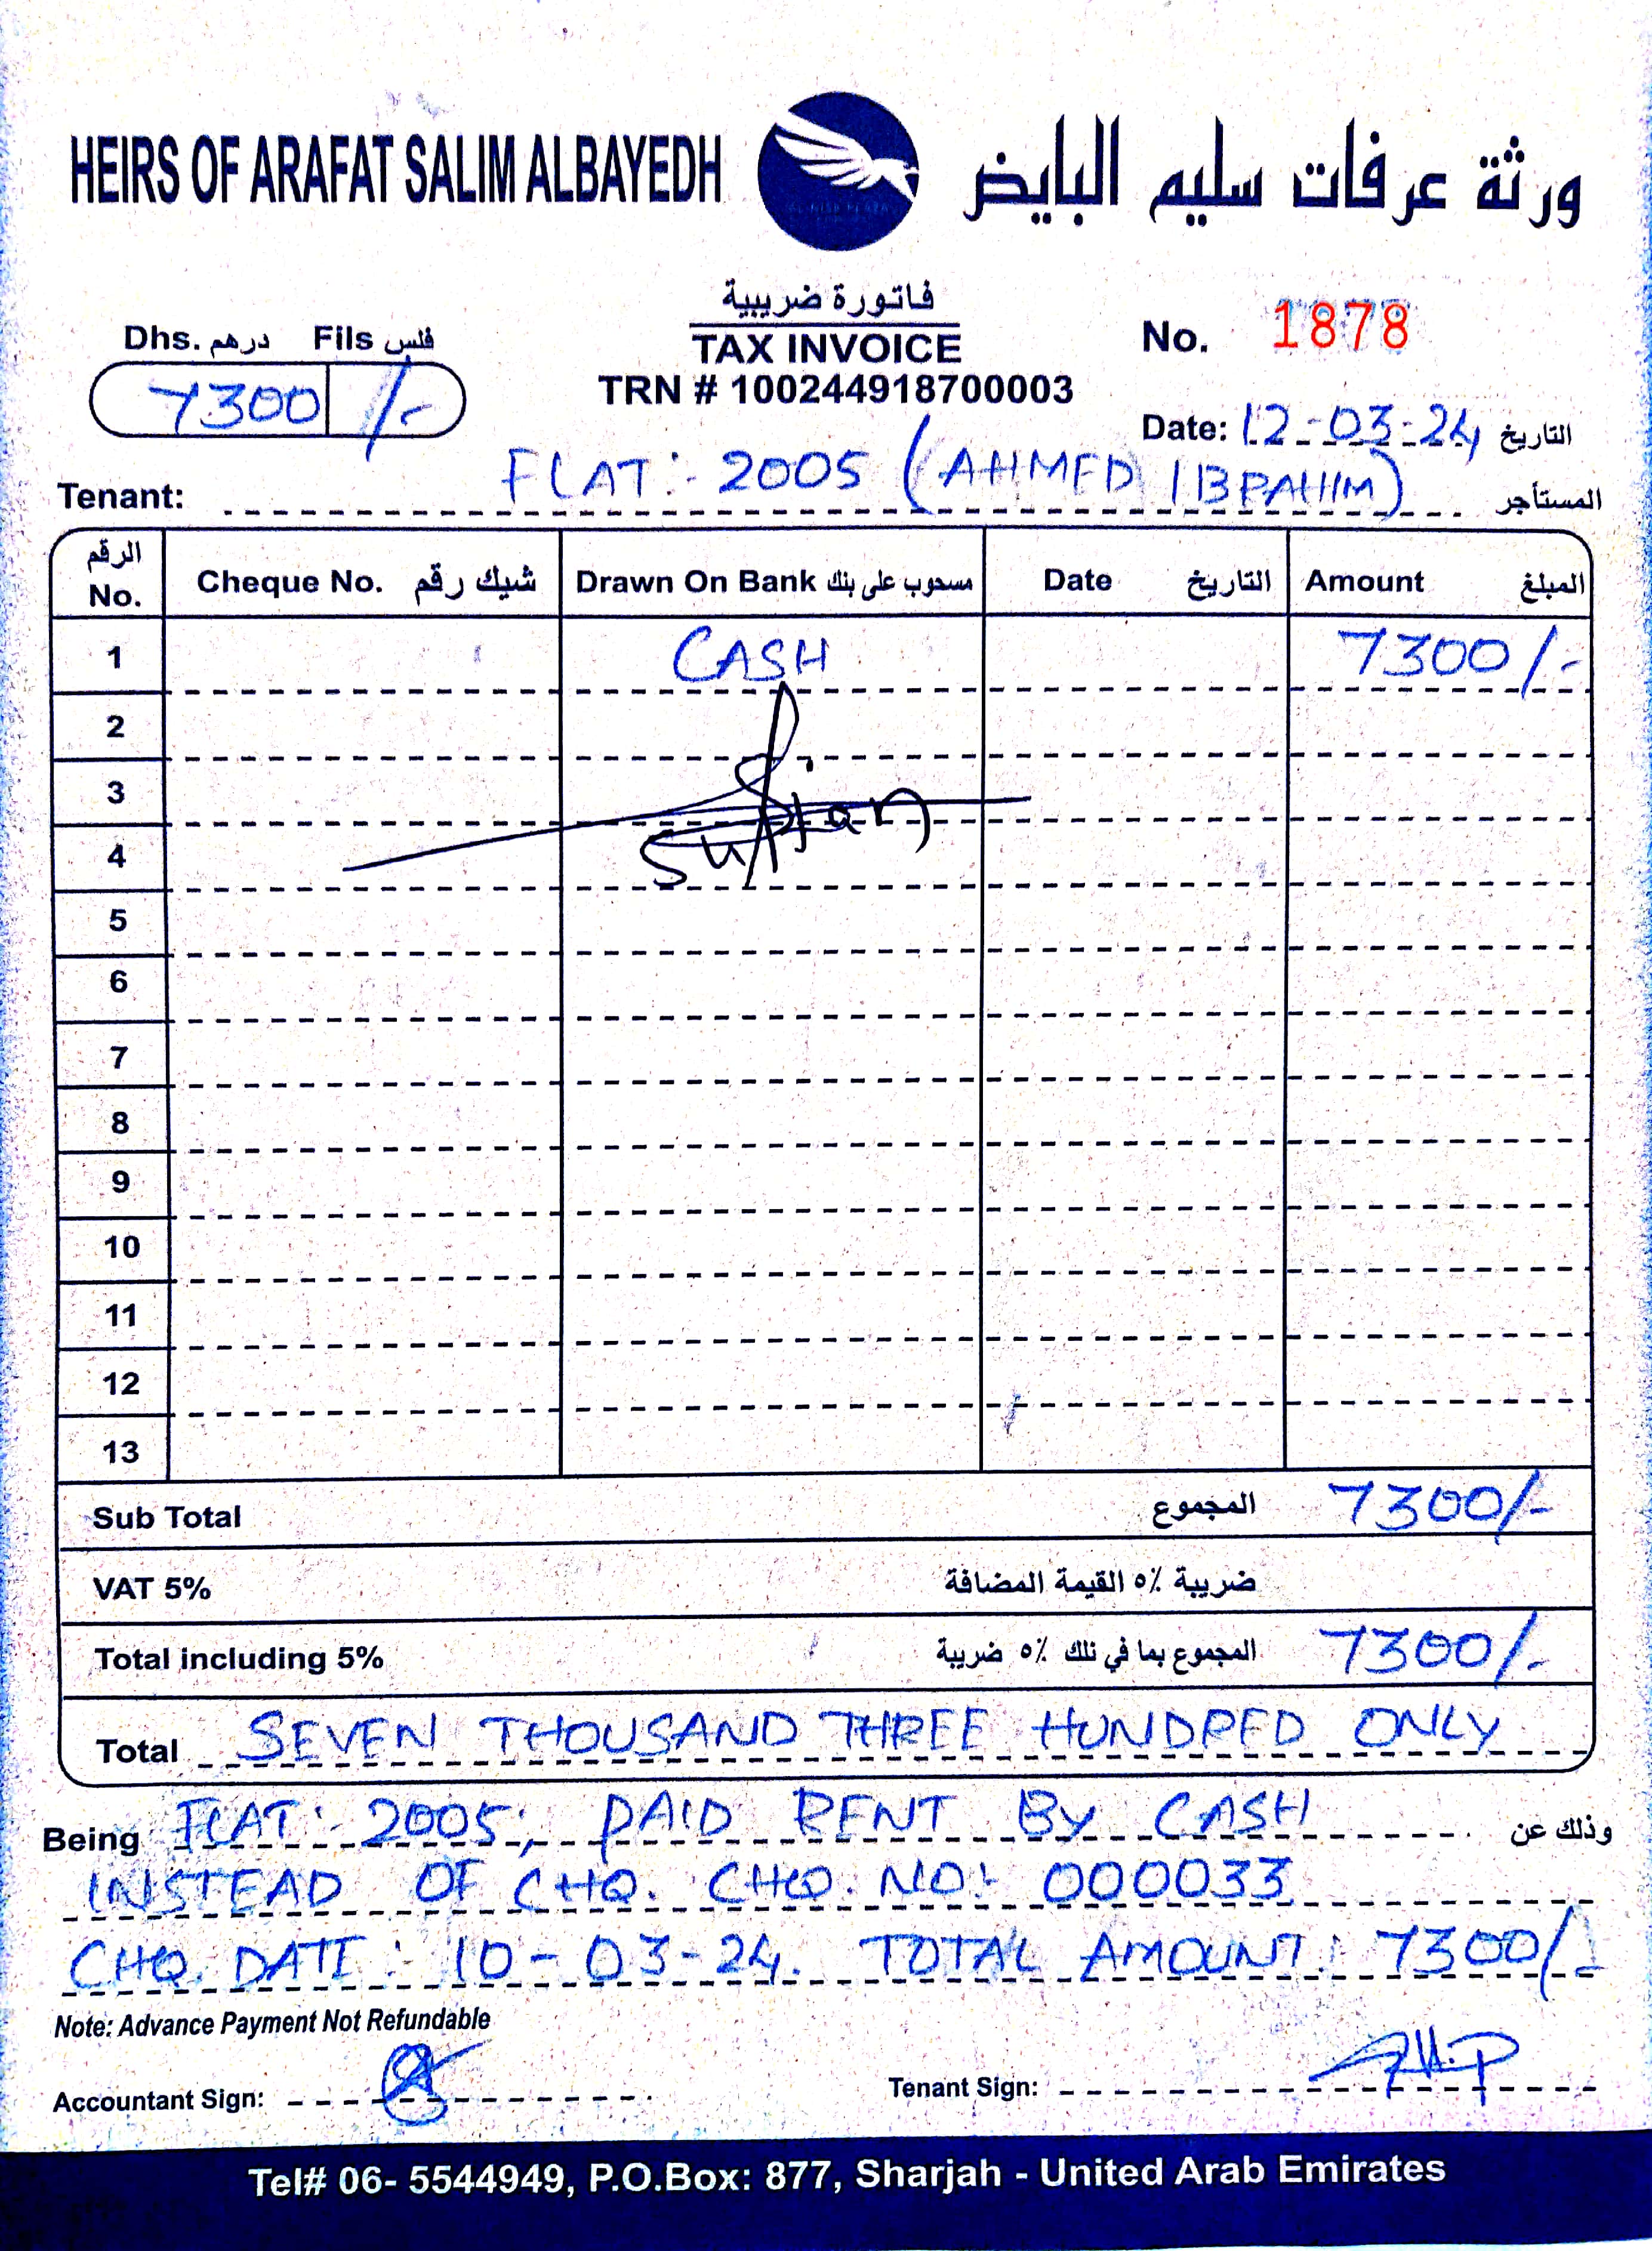 HEIRS OF ARAFAT SALIM ALBAYEDH ورثة عرفات سليم البايض
فاتورة ضريبية
Dhs. درهم Fils فلس TAX INVOICE No. 1878
7300 /- TRN # 100244918700003
Date: 12-03-24 التاريخ
Tenant: FLAT:- 2005 (AHMED IBRAHIM) المستأجر
الرقم No. Cheque No. شيك رقم Drawn On Bank مسحوب على بنك Date التاريخ Amount المبلغ
1 CASH 7300/-
2
3
4 Sufian
5
6
7
8
9
10
11
12
13
Sub Total المجموع 7300/-
VAT 5% ضريبة ٥٪ القيمة المضافة
Total including 5% المجموع بما في تلك ٥٪ ضريبة 7300/-
Total SEVEN THOUSAND THREE HUNDRED ONLY
Being FLAT: 2005, PAID RENT BY CASH وذلك عن
INSTEAD OF CHQ. CHQ. NO:- 000033
CHQ. DATE: 10-03-24. TOTAL AMOUNT: 7300/-
Note: Advance Payment Not Refundable
Accountant Sign: Tenant Sign:
Tel# 06- 5544949, P.O.Box: 877, Sharjah - United Arab Emirates